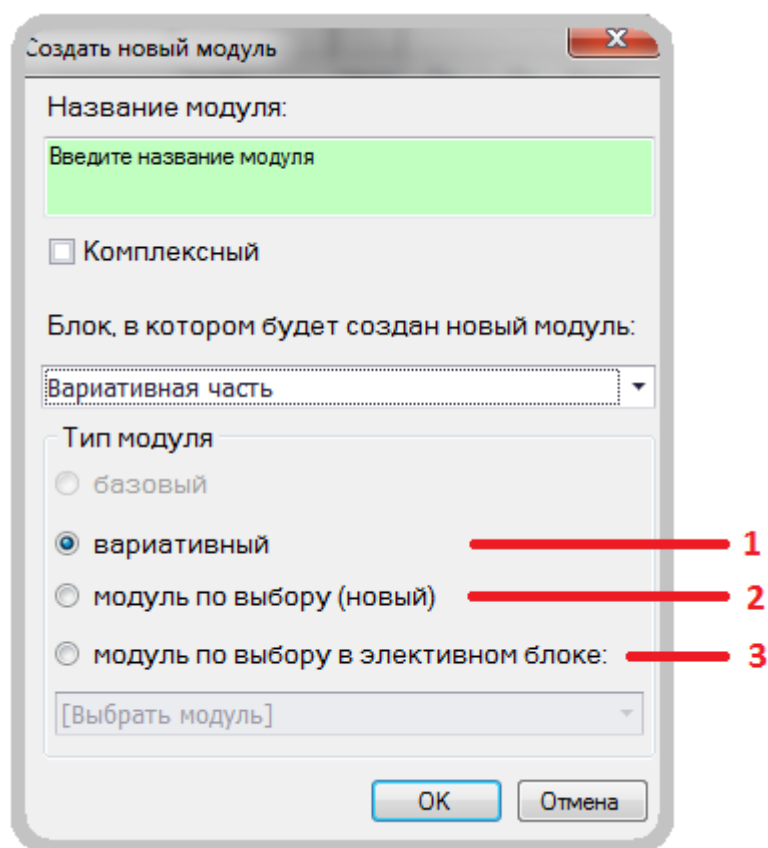 Создать новый модуль
Название модуля:
Введите название модуля
Комплексный
Блок, в котором будет создан новый модуль:
Вариативная часть
Тип модуля
базовый
вариативный
1
модуль по выбору (новый)
2
модуль по выбору в элективном блоке:
3
[Выбрать модуль]
OK
Отмена